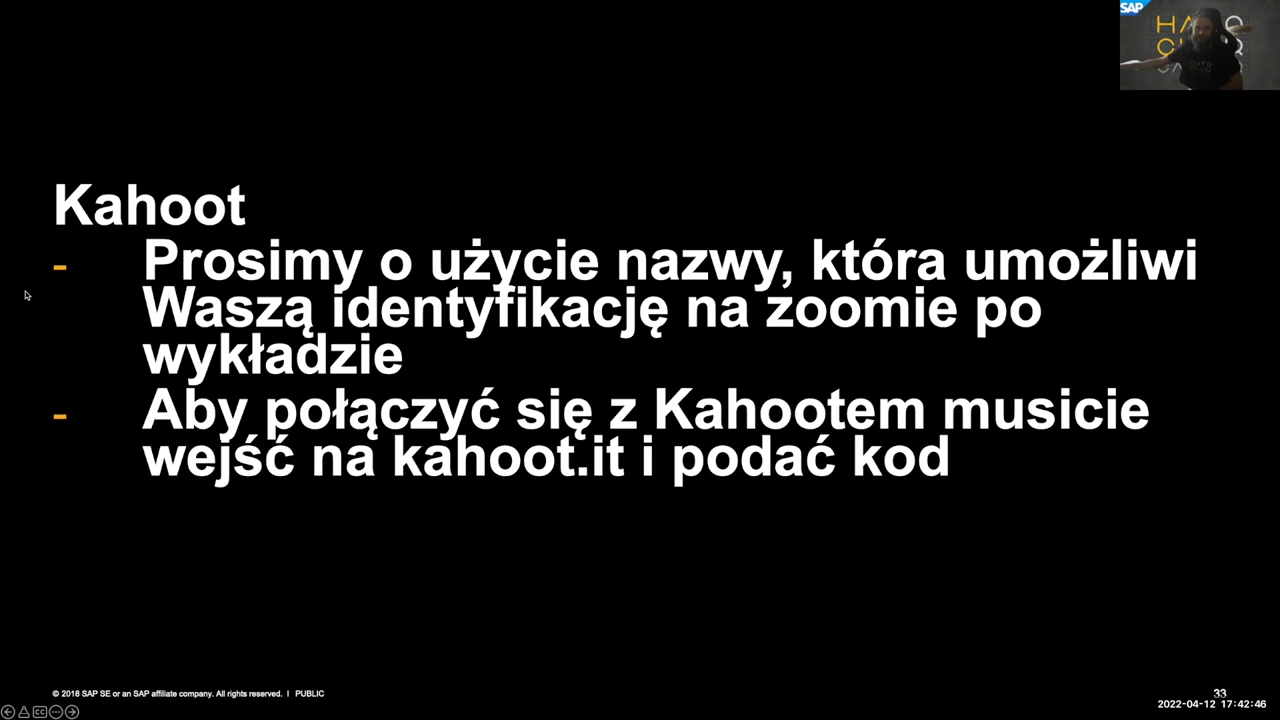 SAP
Kahoot
- Prosimy o użycie nazwy, która umożliwi
Waszą identyfikację na zoomie po
wykładzie
- Aby połączyć się z Kahootem musicie
wejść na kahoot.it i podać kod
© 2018 SAP SE or an SAP affiliate company. All rights reserved. | PUBLIC
33
2022-04-12 17:42:46